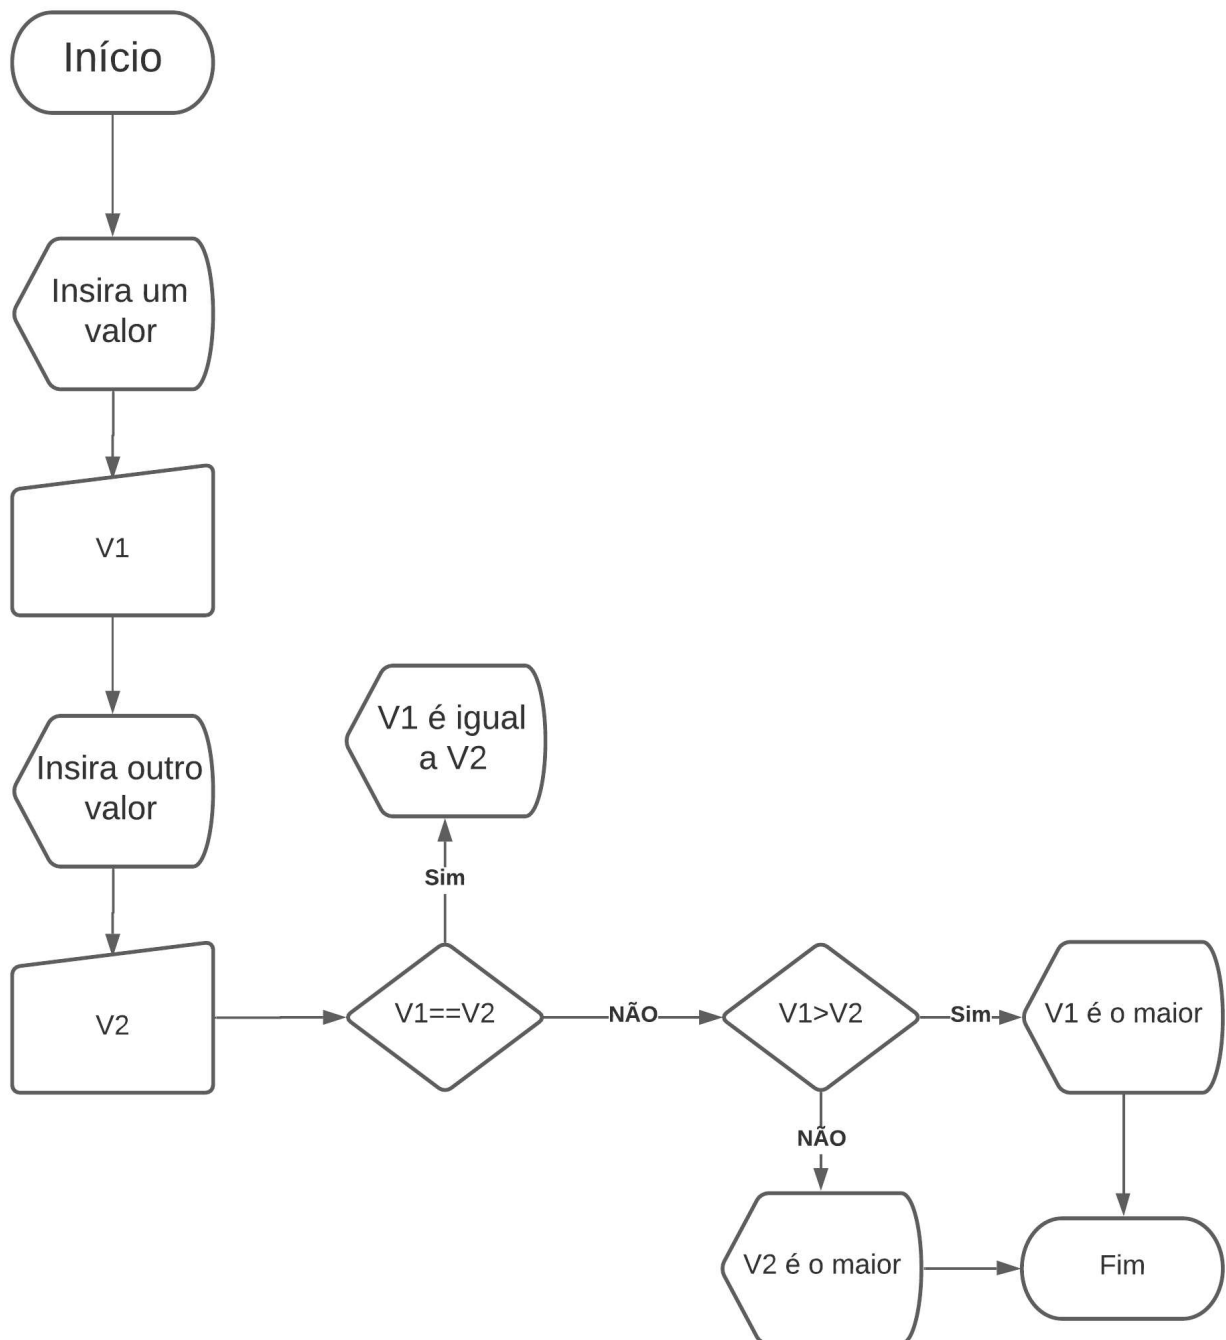 Início
Insira um
valor
V1
Insira outro
valor
V2
V1 é igual
a V2
Sim
V1==V2
NÃO
V1>V2
Sim
V1 é o maior
NÃO
V2 é o maior
Fim